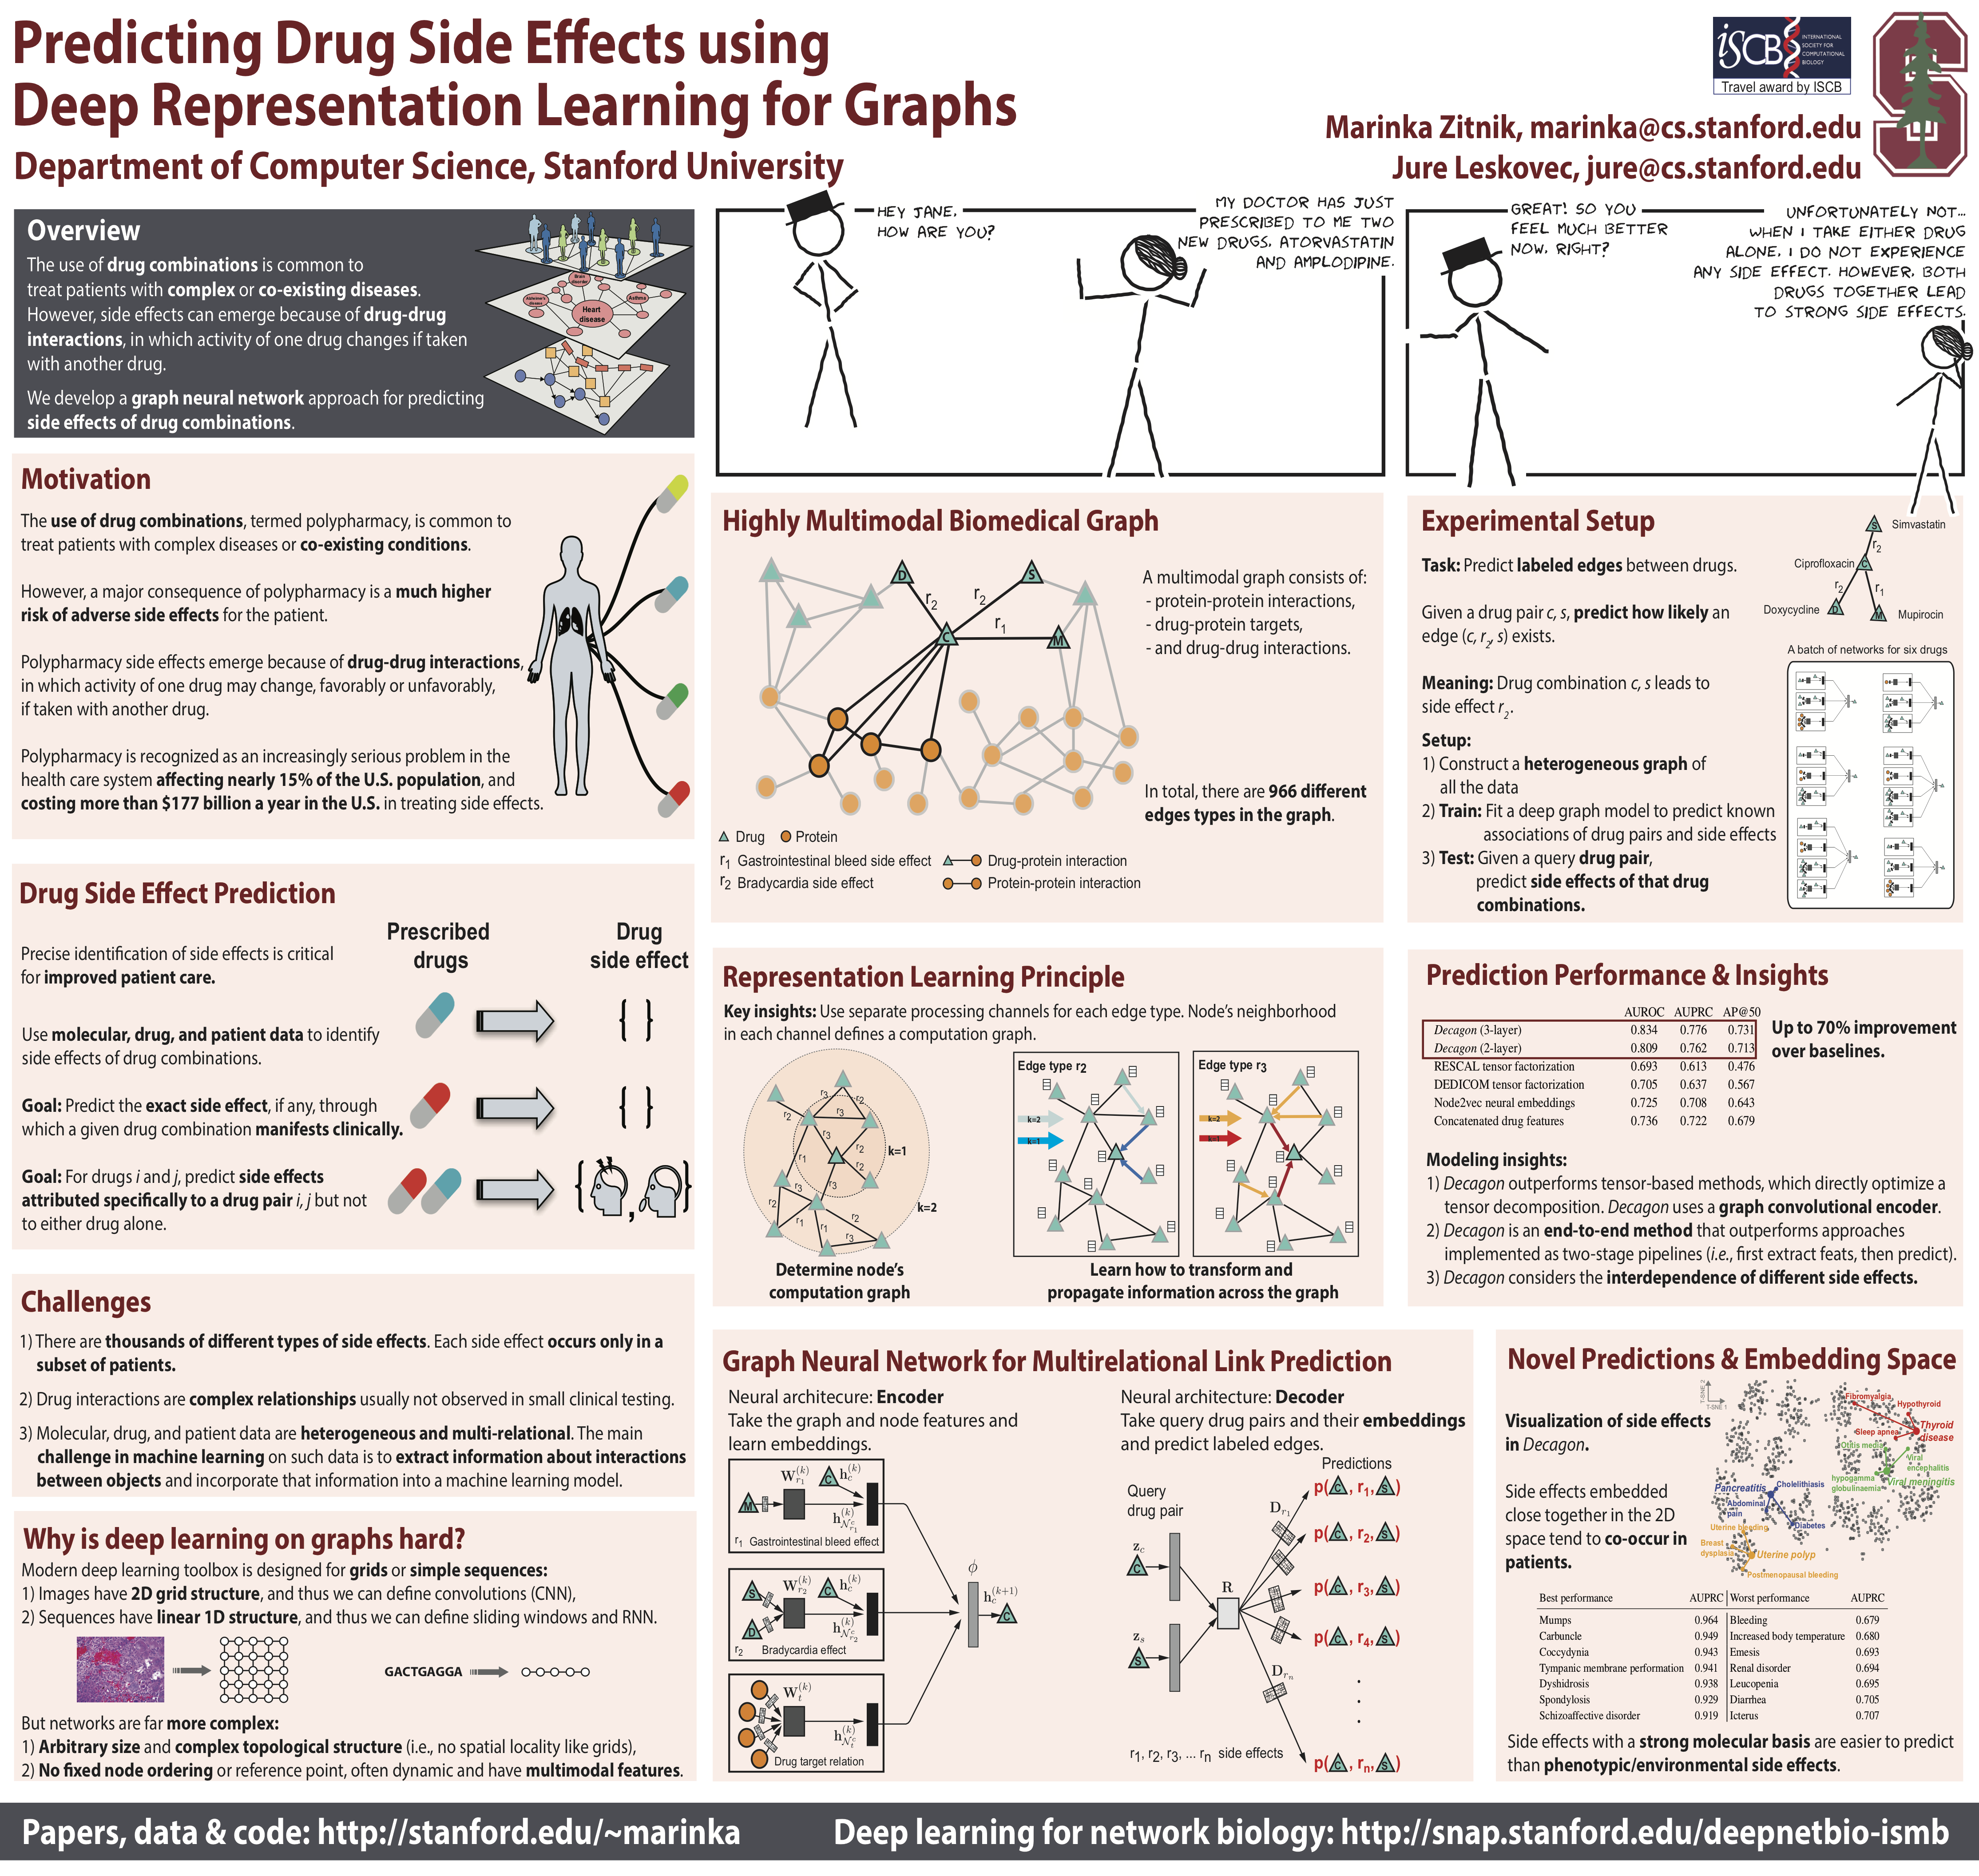 Predicting Drug Side Effects using
Deep Representation Learning for Graphs
Department of Computer Science, Stanford University
iSCB INTERNATIONAL
SOCIETY FOR
COMPUTATIONAL
BIOLOGY
Travel award by ISCB
Marinka Zitnik, marinka@cs.stanford.edu
Jure Leskovec, jure@cs.stanford.edu
Overview
The use of drug combinations is common to
treat patients with complex or co-existing diseases.
However, side effects can emerge because of drug-drug
interactions, in which activity of one drug changes if taken
with another drug.
We develop a graph neural network approach for predicting
side effects of drug combinations.
Heart
disease
Asthma
HEY JANE,
HOW ARE YOU?
MY DOCTOR HAS JUST
PRESCRIBED TO ME TWO
NEW DRUGS, ATORVASTATIN
AND AMPLODIPINE.
GREAT! SO YOU
FEEL MUCH BETTER
NOW, RIGHT?
UNFORTUNATELY NOT...
WHEN I TAKE EITHER DRUG
ALONE, I DO NOT EXPERIENCE
ANY SIDE EFFECT. HOWEVER, BOTH
DRUGS TOGETHER LEAD
TO STRONG SIDE EFFECTS.
Motivation
The use of drug combinations, termed polypharmacy, is common to
treat patients with complex diseases or co-existing conditions.
However, a major consequence of polypharmacy is a much higher
risk of adverse side effects for the patient.
Polypharmacy side effects emerge because of drug-drug interactions,
in which activity of one drug may change, favorably or unfavorably,
if taken with another drug.
Polypharmacy is recognized as an increasingly serious problem in the
health care system affecting nearly 15% of the U.S. population, and
costing more than $177 billion a year in the U.S. in treating side effects.
Drug Side Effect Prediction
Precise identification of side effects is critical
for improved patient care.
Use molecular, drug, and patient data to identify
side effects of drug combinations.
Goal: Predict the exact side effect, if any, through
which a given drug combination manifests clinically.
Goal: For drugs i and j, predict side effects
attributed specifically to a drug pair i, j but not
to either drug alone.
Prescribed
drugs
Drug
side effect
{ }
{ }
{ , }
Challenges
1) There are thousands of different types of side effects. Each side effect occurs only in a
subset of patients.
2) Drug interactions are complex relationships usually not observed in small clinical testing.
3) Molecular, drug, and patient data are heterogeneous and multi-relational. The main
challenge in machine learning on such data is to extract information about interactions
between objects and incorporate that information into a machine learning model.
Why is deep learning on graphs hard?
Modern deep learning toolbox is designed for grids or simple sequences:
1) Images have 2D grid structure, and thus we can define convolutions (CNN),
2) Sequences have linear 1D structure, and thus we can define sliding windows and RNN.
GACTGAGGA
But networks are far more complex:
1) Arbitrary size and complex topological structure (i.e., no spatial locality like grids),
2) No fixed node ordering or reference point, often dynamic and have multimodal features.
Highly Multimodal Biomedical Graph
D
S
r2
r2
r1
C
M
A multimodal graph consists of:
- protein-protein interactions,
- drug-protein targets,
- and drug-drug interactions.
In total, there are 966 different
edges types in the graph.
Drug Protein
r1 Gastrointestinal bleed side effect
r2 Bradycardia side effect
Drug-protein interaction
Protein-protein interaction
Representation Learning Principle
Key insights: Use separate processing channels for each edge type. Node's neighborhood
in each channel defines a computation graph.
r3
r2
r2
r3
r3
r2
r1
r2
r3
r3
r2
r1
r1
r2
r3
k=1
k=2
Determine node's
computation graph
Edge type r2
k=2
k=1
Edge type r3
k=2
k=1
Learn how to transform and
propagate information across the graph
Graph Neural Network for Multirelational Link Prediction
Neural architecure: Encoder
Take the graph and node features and
learn embeddings.
M
W_{r_1}^{(k)}
C h_c^{(k)}
h_{N_{r_1}^c}^{(k)}
r1 Gastrointestinal bleed effect
S
D
W_{r_2}^{(k)}
C h_c^{(k)}
h_{N_{r_2}^c}^{(k)}
r2 Bradycardia effect
W_t^{(k)}
h_{N_t^c}^{(k)}
Drug target relation
ϕ
h_c^{(k+1)}
C
Neural architecture: Decoder
Take query drug pairs and their embeddings
and predict labeled edges.
Query
drug pair
Predictions
z_c
C
z_s
S
R
D_{r_1}
D_{r_n}
p(C, r1, S)
p(C, r2, S)
p(C, r3, S)
p(C, r4, S)
.
.
.
p(C, rn, S)
r1, r2, r3, ... rn side effects
Experimental Setup
Task: Predict labeled edges between drugs.
Given a drug pair c, s, predict how likely an
edge (c, r2, s) exists.
Meaning: Drug combination c, s leads to
side effect r2.
Setup:
1) Construct a heterogeneous graph of
all the data
2) Train: Fit a deep graph model to predict known
associations of drug pairs and side effects
3) Test: Given a query drug pair,
predict side effects of that drug
combinations.
S Simvastatin
r2
Ciprofloxacin C
r2 r1
Doxycycline D
M Mupirocin
A batch of networks for six drugs
Prediction Performance & Insights
AUROC AUPRC AP@50
Decagon (3-layer) 0.834 0.776 0.731
Decagon (2-layer) 0.809 0.762 0.713
RESCAL tensor factorization 0.693 0.613 0.476
DEDICOM tensor factorization 0.705 0.637 0.567
Node2vec neural embeddings 0.725 0.708 0.643
Concatenated drug features 0.736 0.722 0.679
Up to 70% improvement
over baselines.
Modeling insights:
1) Decagon outperforms tensor-based methods, which directly optimize a
tensor decomposition. Decagon uses a graph convolutional encoder.
2) Decagon is an end-to-end method that outperforms approaches
implemented as two-stage pipelines (i.e., first extract feats, then predict).
3) Decagon considers the interdependence of different side effects.
Novel Predictions & Embedding Space
Visualization of side effects
in Decagon.
Side effects embedded
close together in the 2D
space tend to co-occur in
patients.
T-SNE 2
T-SNE 1
Fibromyalgia
Hypothyroid
Thyroid
disease
Sleep apnea
Otitis media
Viral
encephalitis
hypogamma
globulinaemia
Viral meningitis
Pancreatitis
Cholelithiasis
Abdominal
pain
Diabetes
Uterine bleeding
Breast
dysplasia
Uterine polyp
Postmenopausal bleeding
Best performance AUPRC Worst performance AUPRC
Mumps 0.964 Bleeding 0.679
Carbuncle 0.949 Increased body temperature 0.680
Coccydynia 0.943 Emesis 0.693
Tympanic membrane performation 0.941 Renal disorder 0.694
Dyshidrosis 0.938 Leucopenia 0.695
Spondylosis 0.929 Diarrhea 0.705
Schizoaffective disorder 0.919 Icterus 0.707
Side effects with a strong molecular basis are easier to predict
than phenotypic/environmental side effects.
Papers, data & code: http://stanford.edu/~marinka
Deep learning for network biology: http://snap.stanford.edu/deepnetbio-ismb